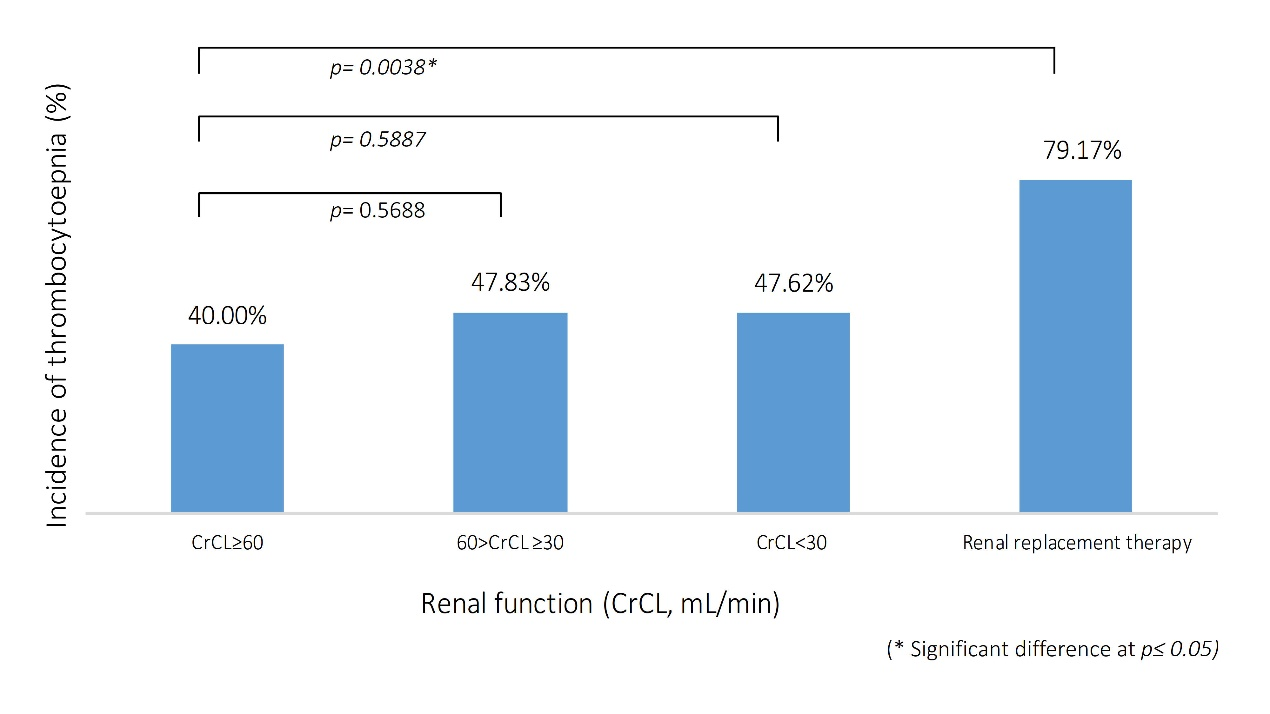 p= 0.0038*
p= 0.5887
p= 0.5688
79.17%
47.83%
47.62%
40.00%
Incidence of thrombocytoepnia (%)
CrCL≥60
60>CrCL ≥30
CrCL<30
Renal replacement therapy
Renal function (CrCL, mL/min)
(* Significant difference at p≤ 0.05)